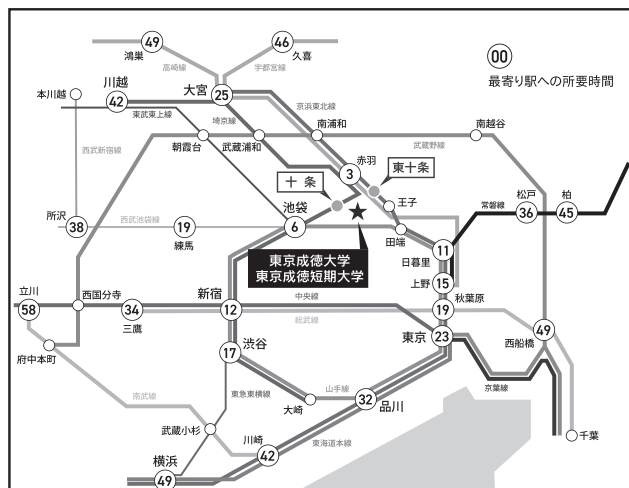 00
最寄り駅への所要時間
49
鴻巣
高崎線
46
久喜
宇都宮線
本川越
川越
42
東武東上線
大宮
25
埼京線
京浜東北線
南浦和
武蔵野線
南越谷
西武新宿線
朝霞台
武蔵浦和
赤羽
3
東十条
十条
王子
松戸
36
柏
45
常磐線
所沢
38
西武池袋線
19
練馬
池袋
6
田端
11
日暮里
東京成徳大学
東京成徳短期大学
上野
15
立川
58
西国分寺
34
三鷹
新宿
12
中央線
総武線
秋葉原
19
東京
23
49
西船橋
府中本町
渋谷
17
京葉線
南武線
東急東横線
山手線
大崎
32
品川
武蔵小杉
川崎
42
東海道本線
千葉
横浜
49